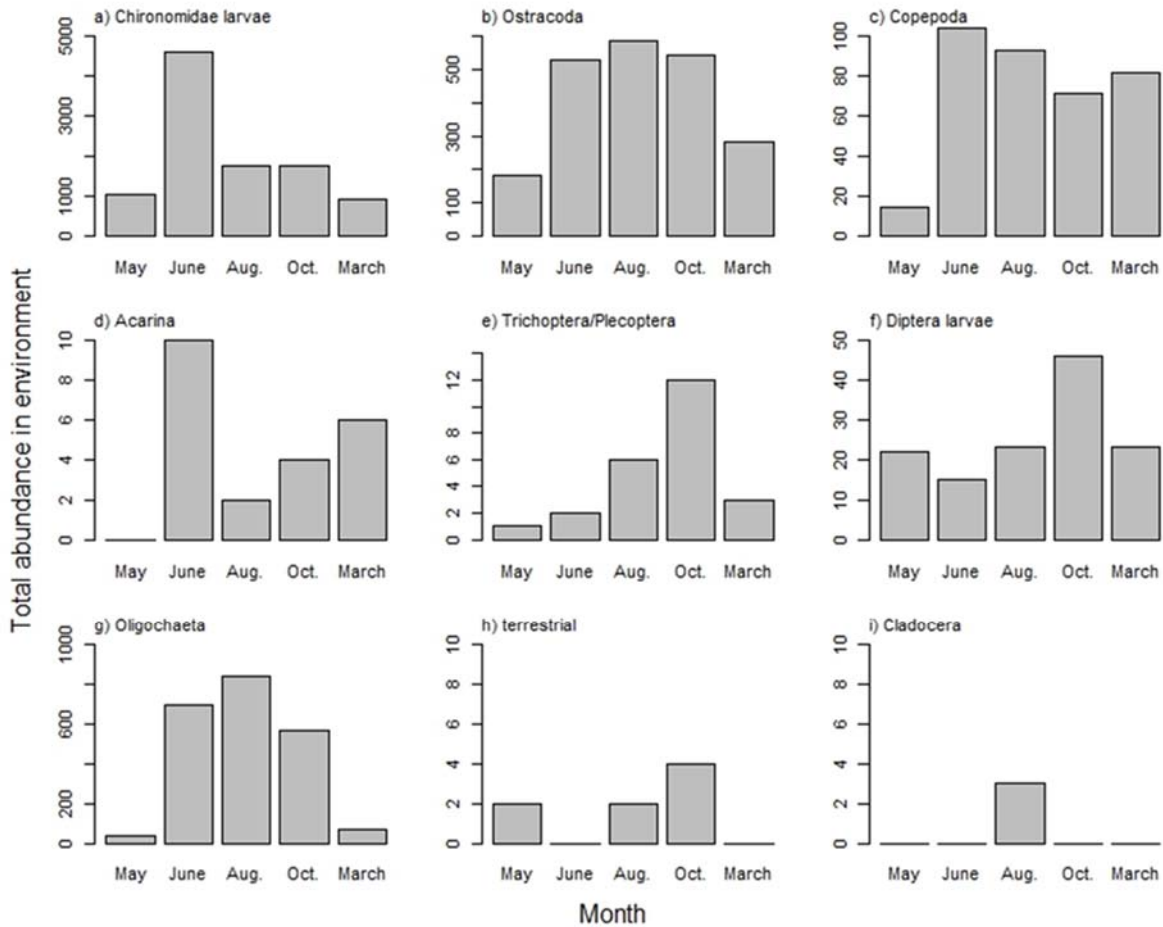 a) Chironomidae larvae
0 1000 3000 5000
May June Aug. Oct. March
b) Ostracoda
0 100 300 500
May June Aug. Oct. March
c) Copepoda
0 20 40 60 80 100
May June Aug. Oct. March
d) Acarina
0 2 4 6 8 10
May June Aug. Oct. March
e) Trichoptera/Plecoptera
0 2 4 6 8 12
May June Aug. Oct. March
f) Diptera larvae
0 10 20 30 40 50
May June Aug. Oct. March
g) Oligochaeta
0 200 600 1000
May June Aug. Oct. March
h) terrestrial
0 2 4 6 8 10
May June Aug. Oct. March
i) Cladocera
0 2 4 6 8 10
May June Aug. Oct. March
Total abundance in environment
Month